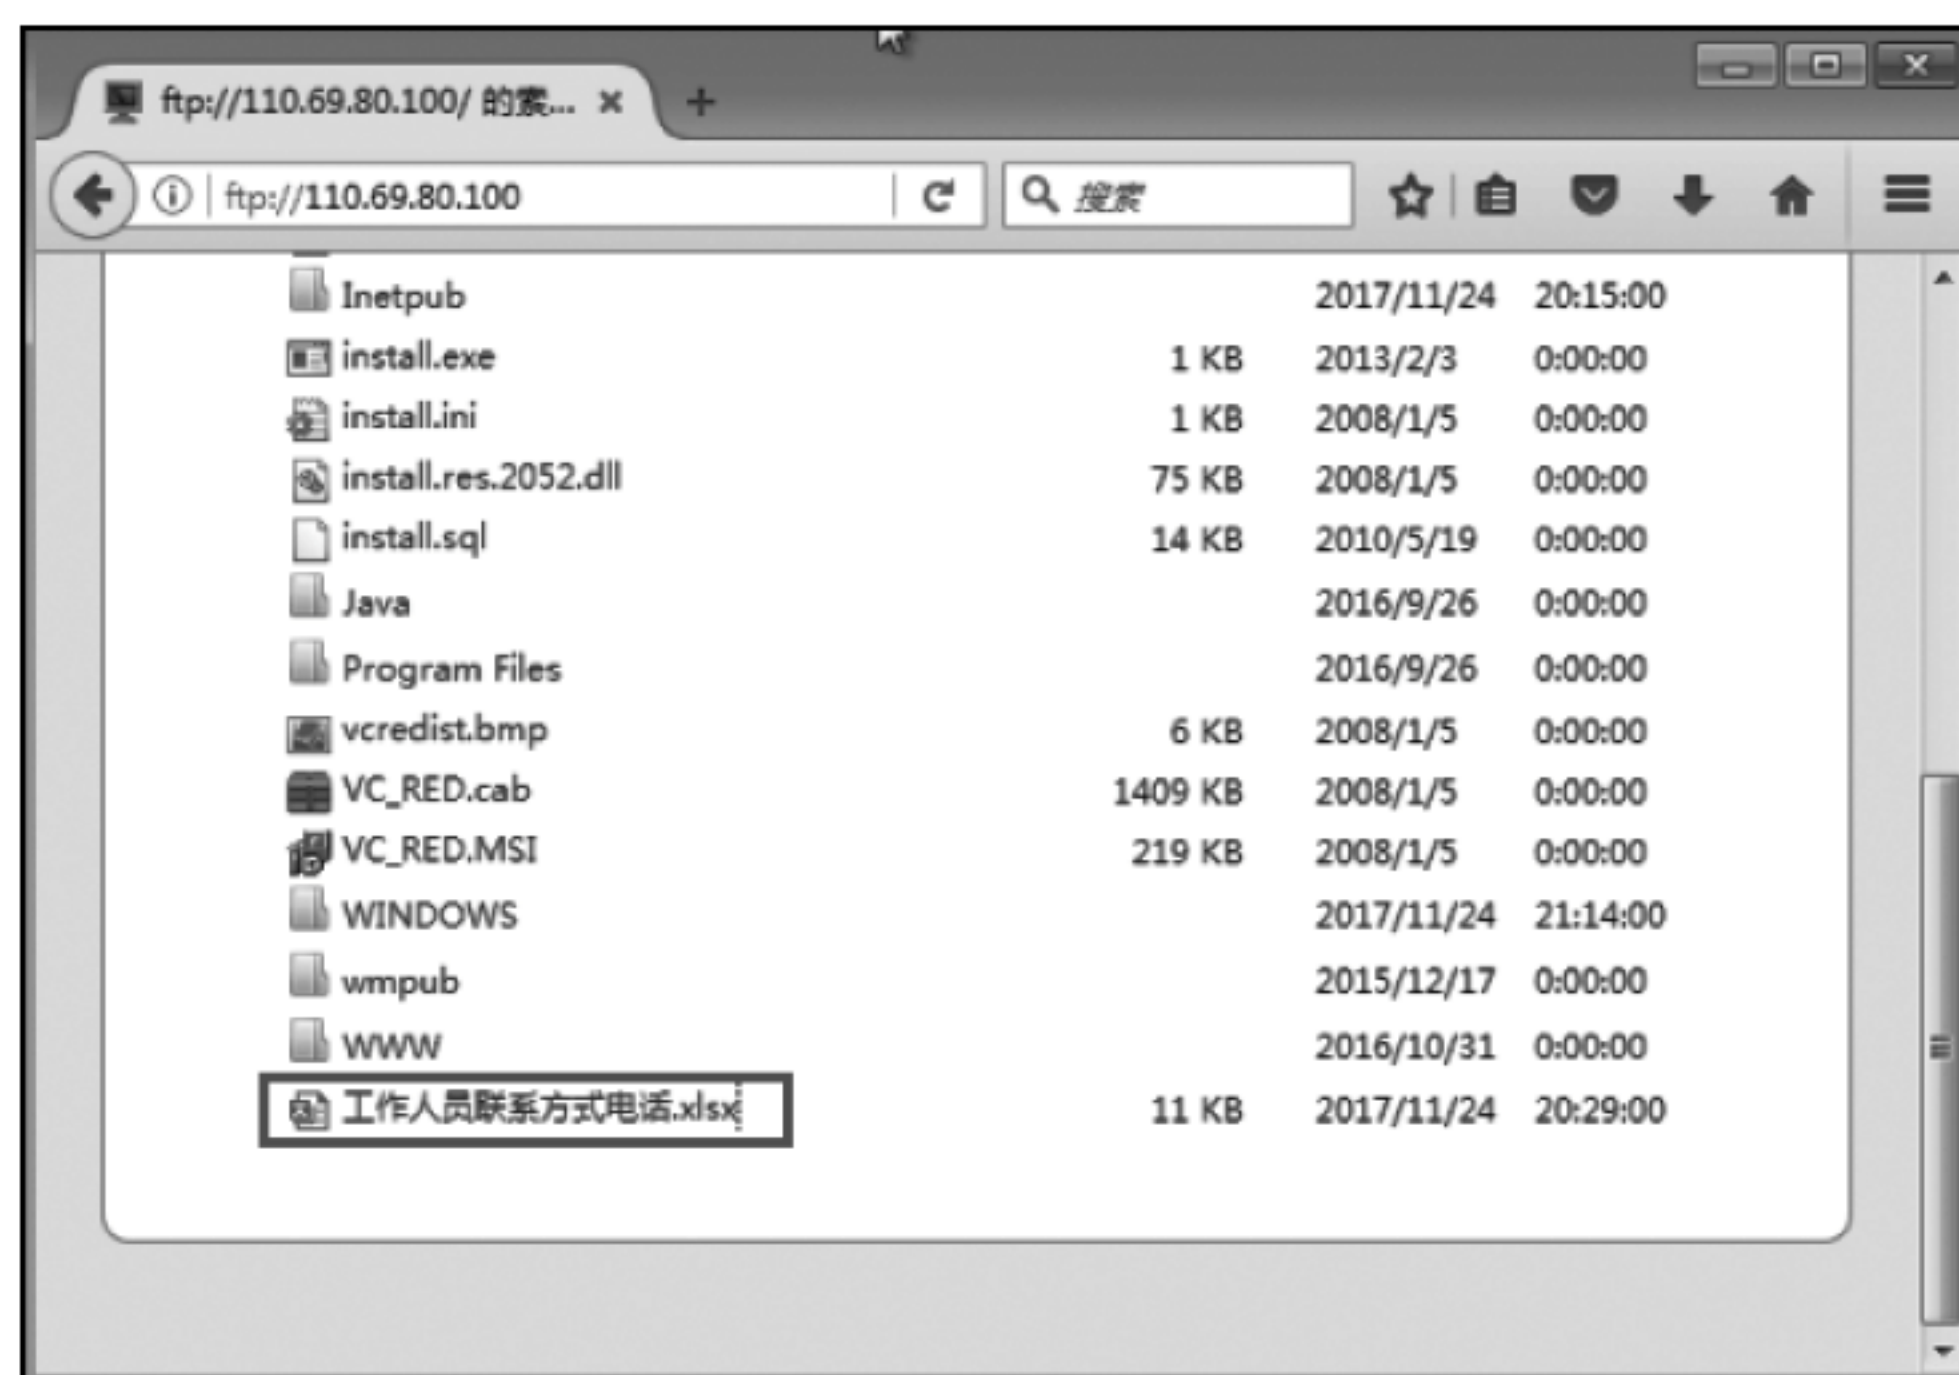 ftp://110.69.80.100/ 的索...
ftp://110.69.80.100 搜索
Inetpub 2017/11/24 20:15:00
install.exe 1 KB 2013/2/3 0:00:00
install.ini 1 KB 2008/1/5 0:00:00
install.res.2052.dll 75 KB 2008/1/5 0:00:00
install.sql 14 KB 2010/5/19 0:00:00
Java 2016/9/26 0:00:00
Program Files 2016/9/26 0:00:00
vcredist.bmp 6 KB 2008/1/5 0:00:00
VC_RED.cab 1409 KB 2008/1/5 0:00:00
VC_RED.MSI 219 KB 2008/1/5 0:00:00
WINDOWS 2017/11/24 21:14:00
wmpub 2015/12/17 0:00:00
WWW 2016/10/31 0:00:00
工作人员联系方式电话.xlsx 11 KB 2017/11/24 20:29:00